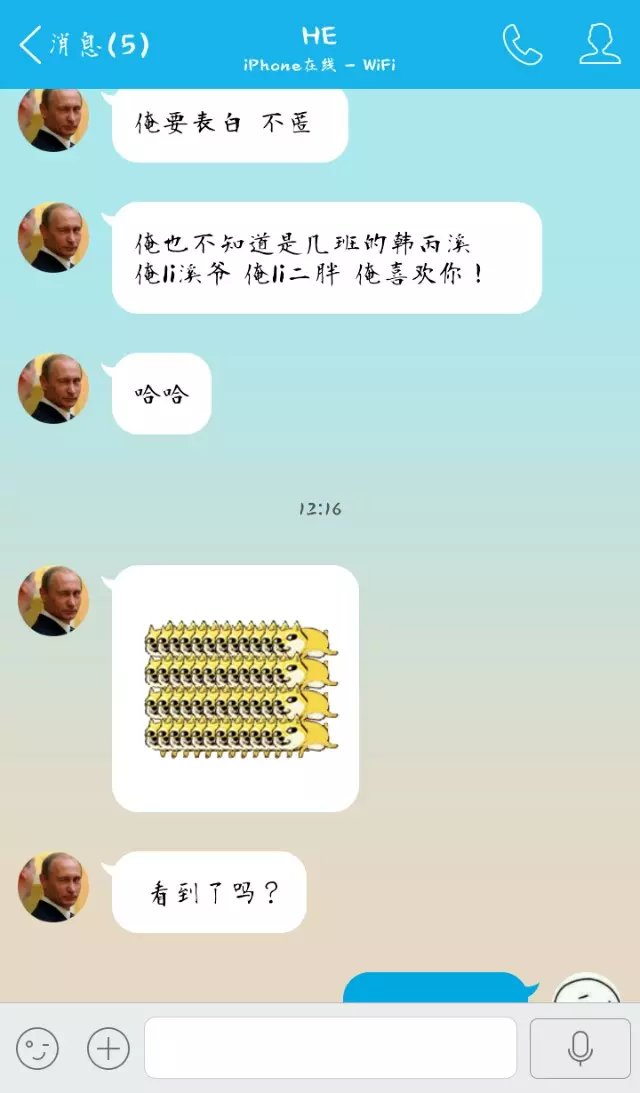 消息(5)
HE
iPhone在线 - WiFi
俺要表白 不匿
俺也不知道是几班的韩丙溪
俺li溪爷 俺li二胖 俺喜欢你！
哈哈
12:16
看到了吗？